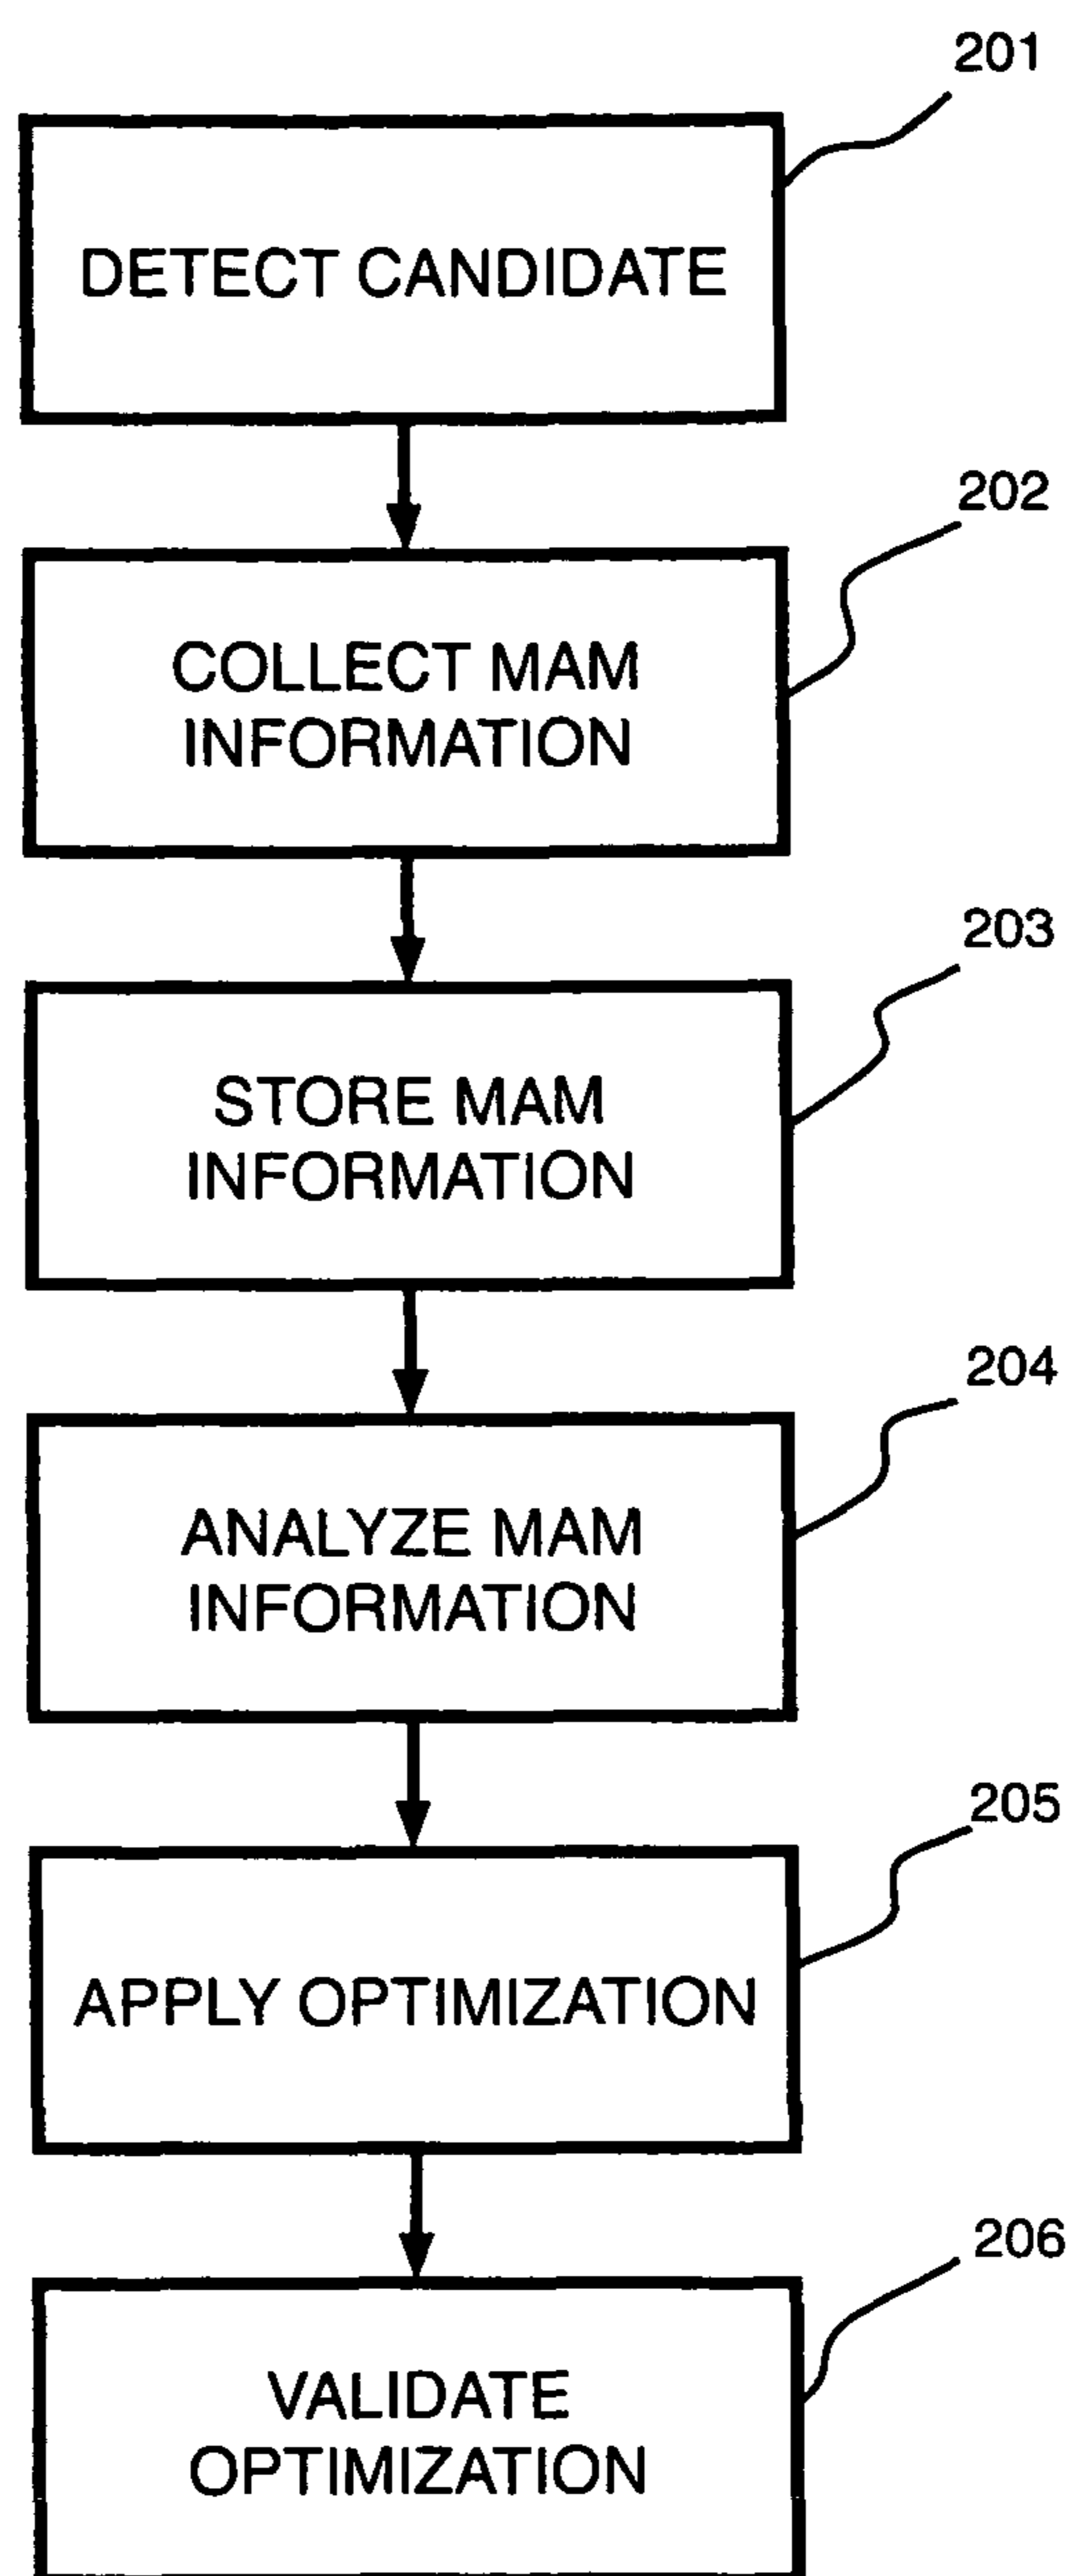 201
DETECT CANDIDATE
202
COLLECT MAM
INFORMATION
203
STORE MAM
INFORMATION
204
ANALYZE MAM
INFORMATION
205
APPLY OPTIMIZATION
206
VALIDATE
OPTIMIZATION